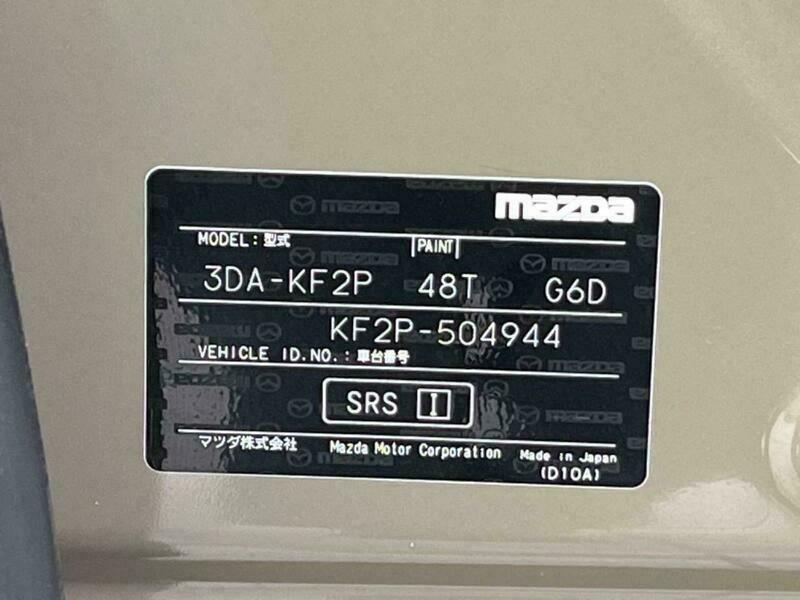 mazda
MODEL：型式 PAINT
3DA-KF2P 48T G6D
KF2P-504944
VEHICLE ID.NO.：車台番号
SRS I
マツダ株式会社 Mazda Motor Corporation Made in Japan
(D10A)